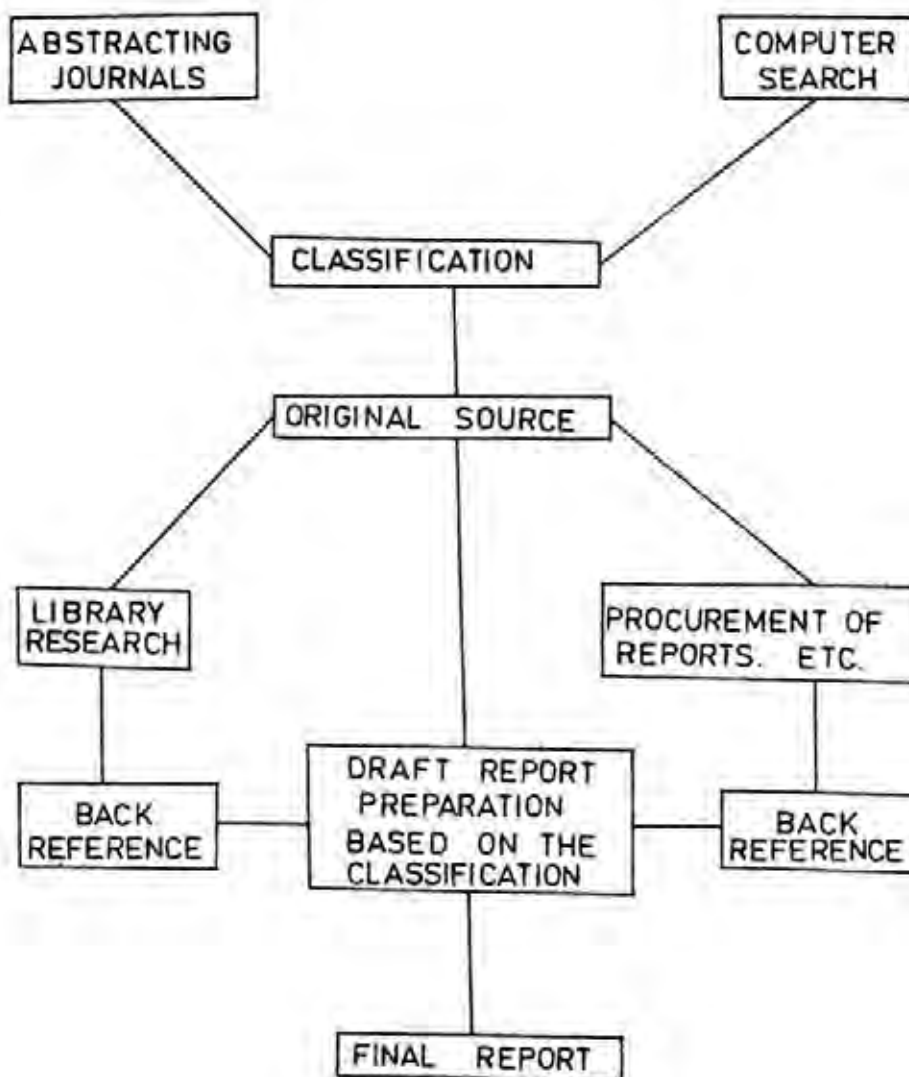 ABSTRACTING
JOURNALS
COMPUTER
SEARCH
CLASSIFICATION
ORIGINAL SOURCE
LIBRARY
RESEARCH
PROCUREMENT OF
REPORTS. ETC.
BACK
REFERENCE
DRAFT REPORT
PREPARATION
BASED ON THE
CLASSIFICATION
BACK
REFERENCE
FINAL REPORT